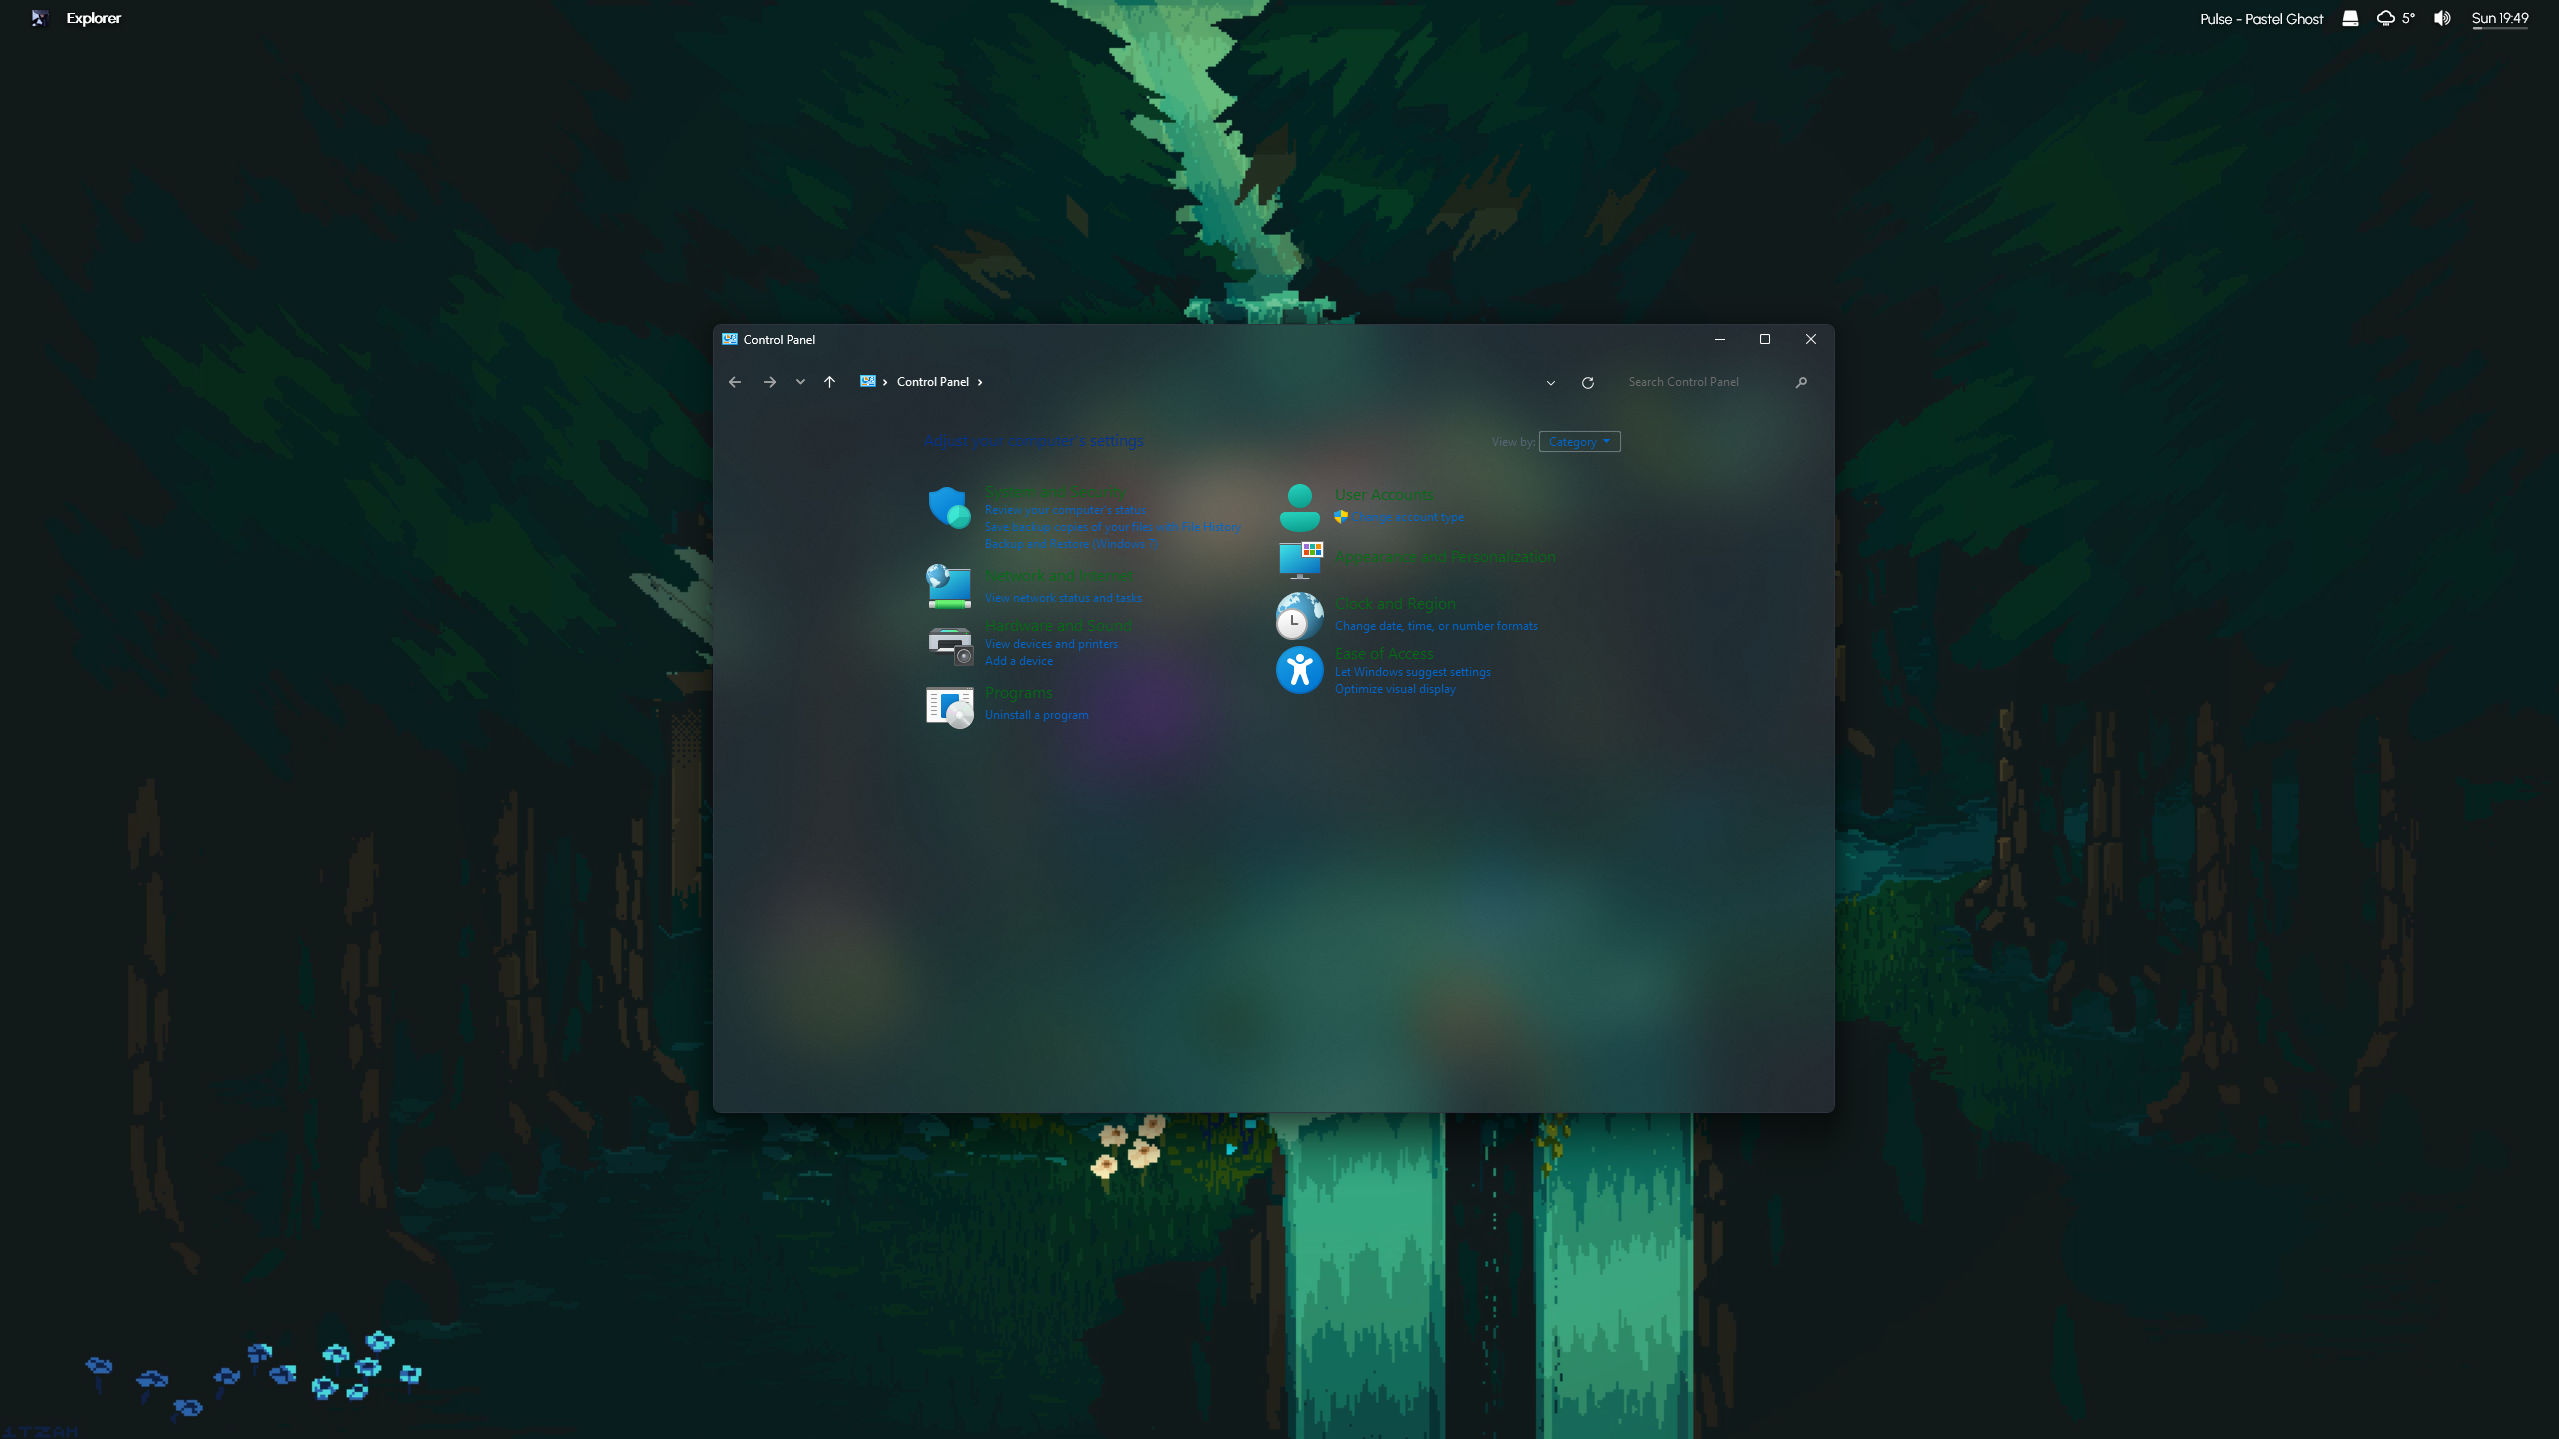 Explorer
Pulse - Pastel Ghost
5°
Sun 19:49
Control Panel
Control Panel
Search Control Panel
Adjust your computer's settings
View by:
Category
System and Security
Review your computer's status
Save backup copies of your files with File History
Backup and Restore (Windows 7)
Network and Internet
View network status and tasks
Hardware and Sound
View devices and printers
Add a device
Programs
Uninstall a program
User Accounts
Change account type
Appearance and Personalization
Clock and Region
Change date, time, or number formats
Ease of Access
Let Windows suggest settings
Optimize visual display
1TZAH